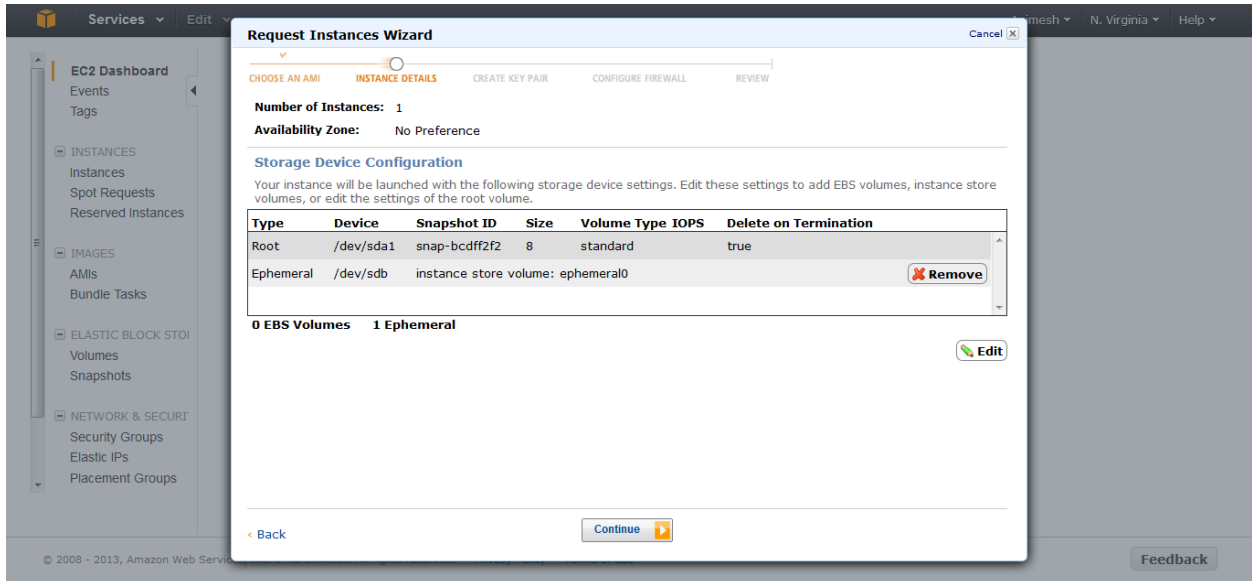 Services Edit imesh N. Virginia Help
EC2 Dashboard
Events
Tags
INSTANCES
Instances
Spot Requests
Reserved Instances
IMAGES
AMIs
Bundle Tasks
ELASTIC BLOCK STOI
Volumes
Snapshots
NETWORK & SECURT
Security Groups
Elastic IPs
Placement Groups
Request Instances Wizard Cancel X
CHOOSE AN AMI INSTANCE DETAILS CREATE KEY PAIR CONFIGURE FIREWALL REVIEW
Number of Instances: 1
Availability Zone: No Preference
Storage Device Configuration
Your instance will be launched with the following storage device settings. Edit these settings to add EBS volumes, instance store
volumes, or edit the settings of the root volume.
Type Device Snapshot ID Size Volume Type IOPS Delete on Termination
Root /dev/sda1 snap-bcdff2f2 8 standard true
Ephemeral /dev/sdb instance store volume: ephemeral0 Remove
0 EBS Volumes 1 Ephemeral
Edit
< Back Continue
© 2008 - 2013, Amazon Web Servic
Feedback